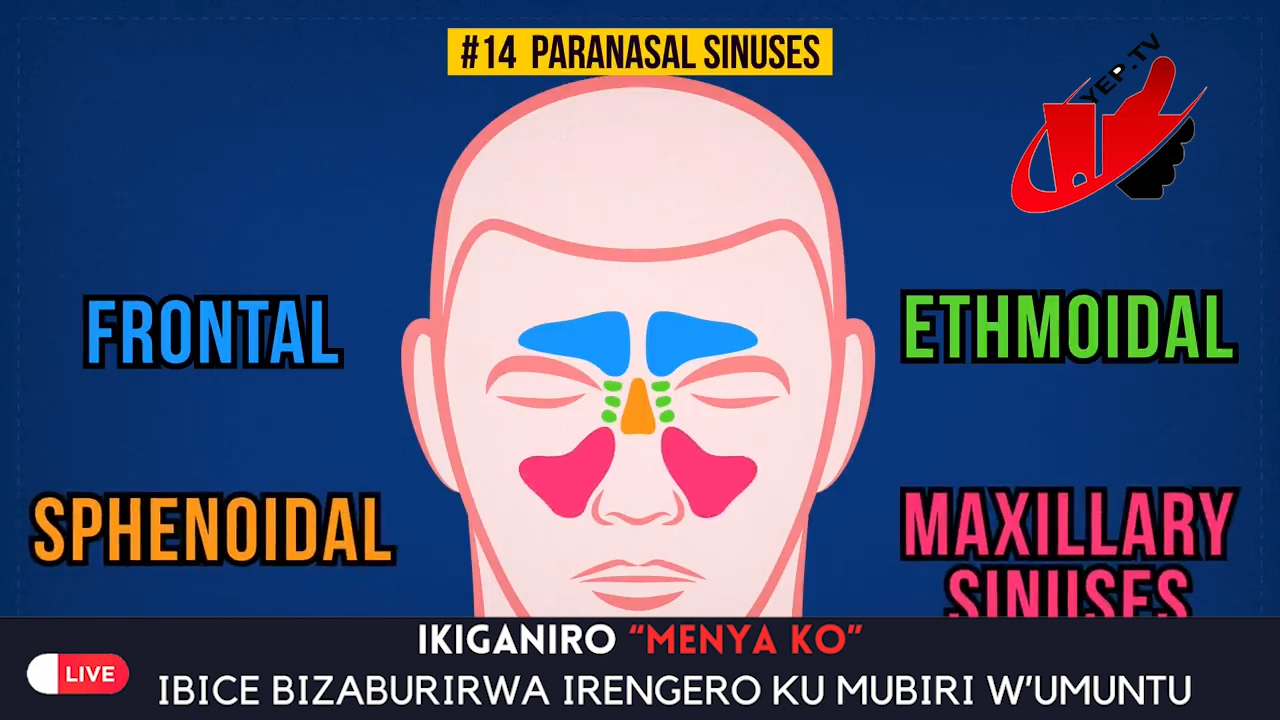 #14 PARANASAL SINUSES
YEP.TV
FRONTAL
ETHMOIDAL
SPHENOIDAL
MAXILLARY
SINUSES
IKIGANIRO “MENYA KO”
LIVE
IBICE BIZABURIRWA IRENGERO KU MUBIRI W’UMUNTU